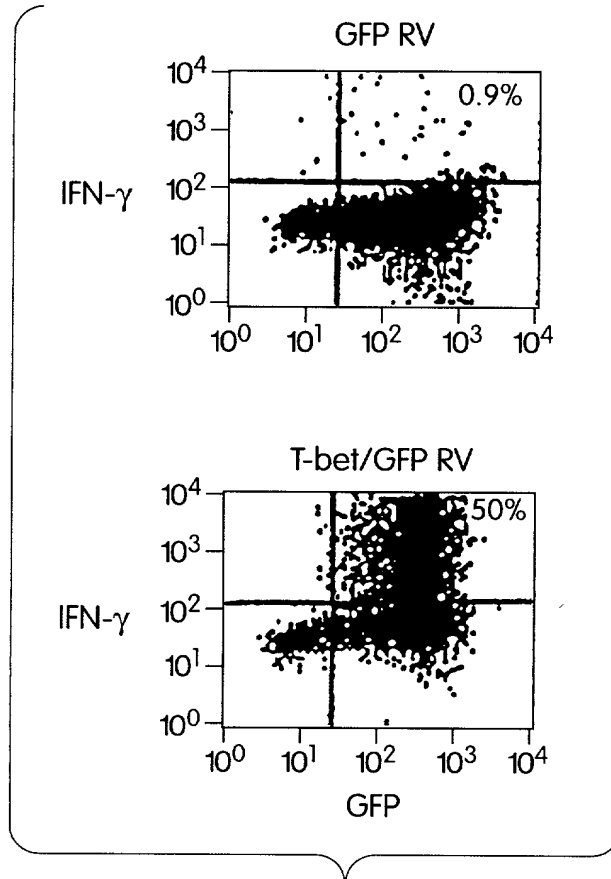 GFP RV
10⁴
0.9%
10³
IFN-γ
10²
10¹
10⁰
10⁰ 10¹ 10² 10³ 10⁴
T-bet/GFP RV
10⁴
50%
10³
IFN-γ
10²
10¹
10⁰
10⁰ 10¹ 10² 10³ 10⁴
GFP